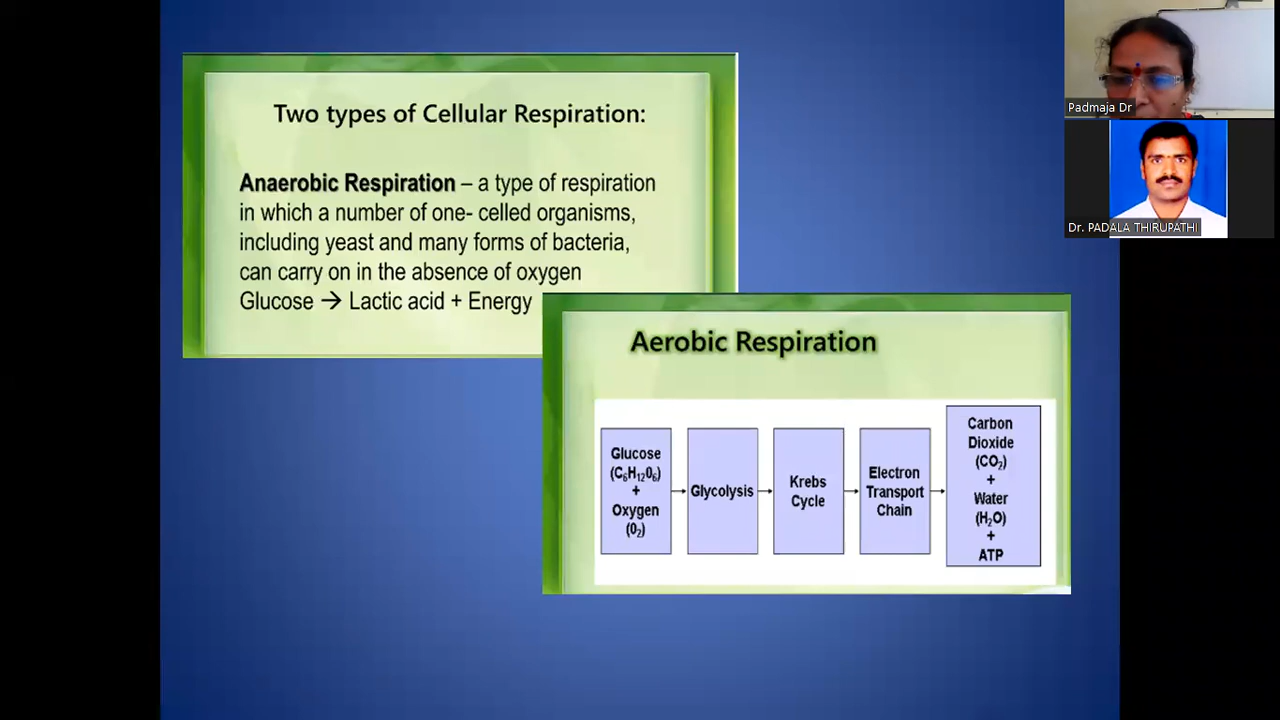 Two types of Cellular Respiration:
Anaerobic Respiration – a type of respiration
in which a number of one- celled organisms,
including yeast and many forms of bacteria,
can carry on in the absence of oxygen
Glucose → Lactic acid + Energy
Aerobic Respiration
Glucose
(C₆H₁₂0₆)
+
Oxygen
(0₂)
Glycolysis
Krebs
Cycle
Electron
Transport
Chain
Carbon
Dioxide
(CO₂)
+
Water
(H₂O)
+
ATP
Padmaja Dr
Dr. PADALA THIRUPATHI